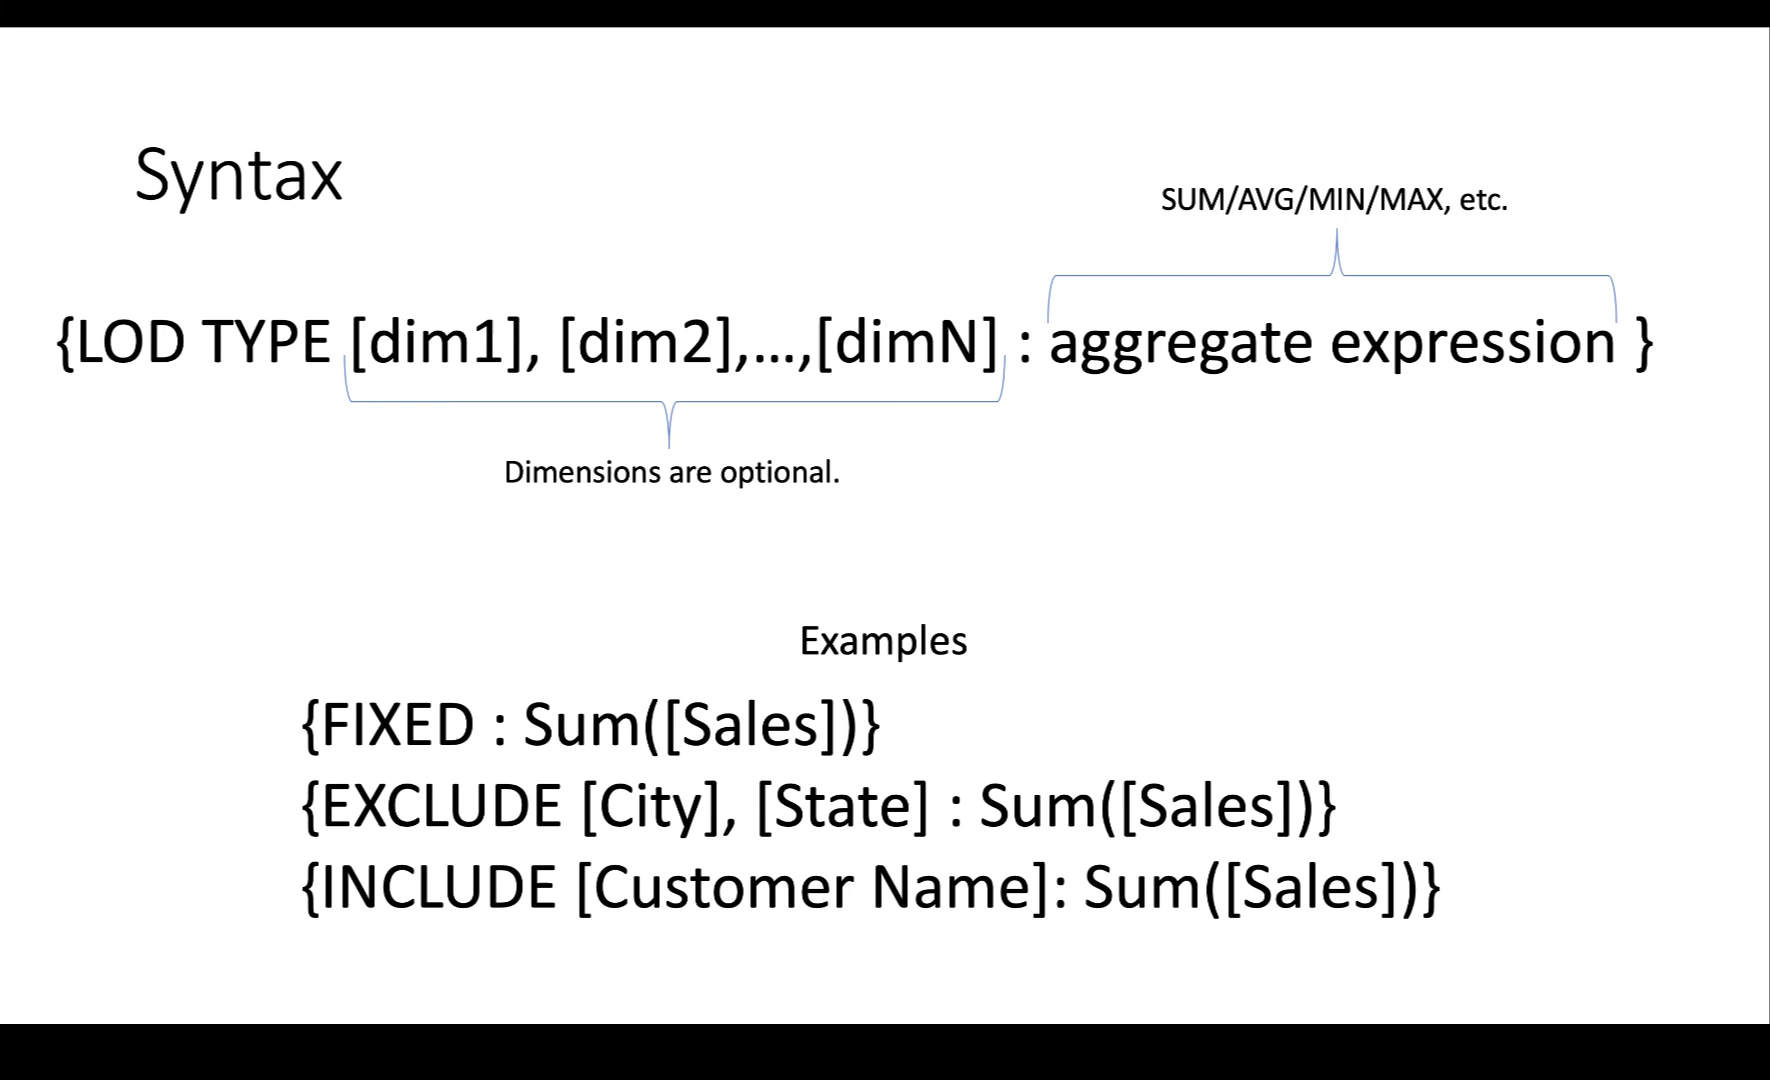 Syntax
SUM/AVG/MIN/MAX, etc.
{LOD TYPE [dim1], [dim2],...,[dimN] : aggregate expression }
Dimensions are optional.
Examples
{FIXED : Sum([Sales])}
{EXCLUDE [City], [State] : Sum([Sales])}
{INCLUDE [Customer Name]: Sum([Sales])}